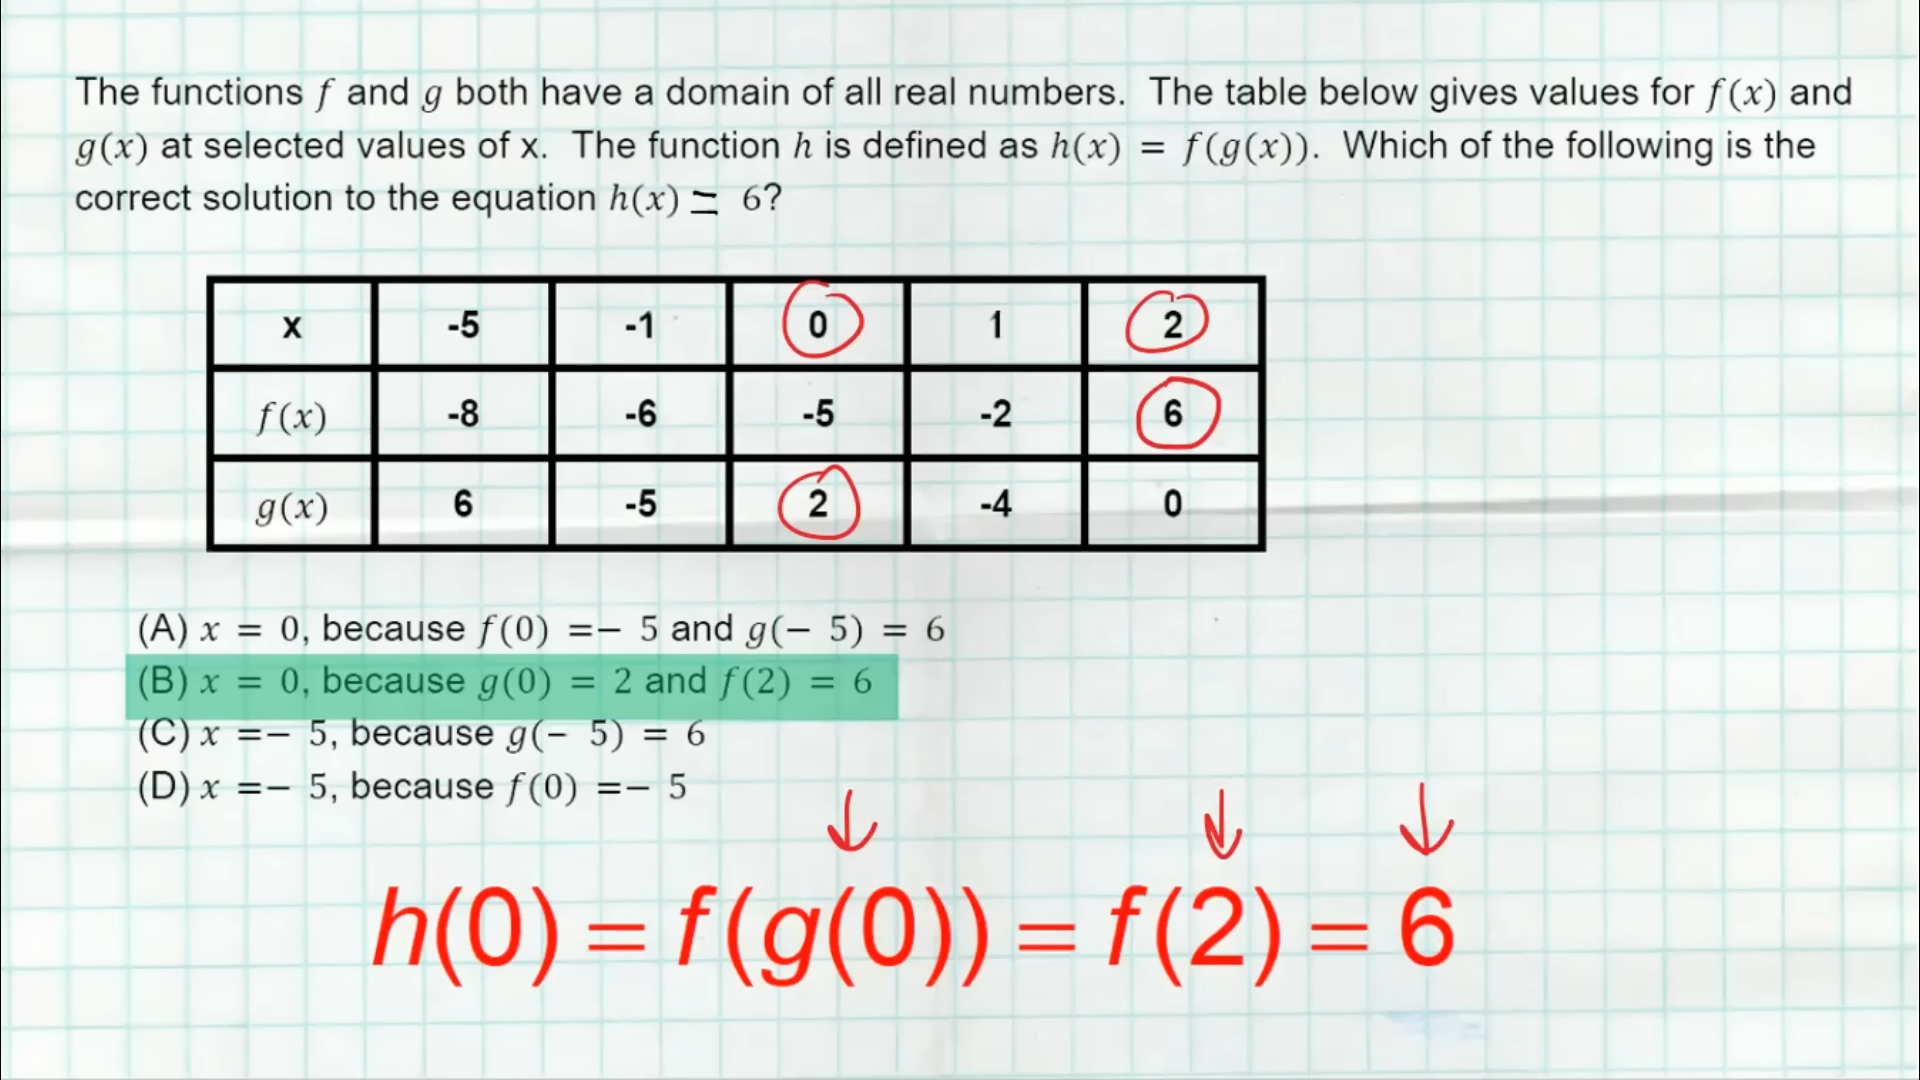 The functions f and g both have a domain of all real numbers. The table below gives values for f(x) and
g(x) at selected values of x. The function h is defined as h(x) = f(g(x)). Which of the following is the
correct solution to the equation h(x) = 6?
x -5 -1 0 1 2
f(x) -8 -6 -5 -2 6
g(x) 6 -5 2 -4 0
(A) x = 0, because f(0) =− 5 and g(− 5) = 6
(B) x = 0, because g(0) = 2 and f(2) = 6
(C) x =− 5, because g(− 5) = 6
(D) x =− 5, because f(0) =− 5
h(0) = f(g(0)) = f(2) = 6